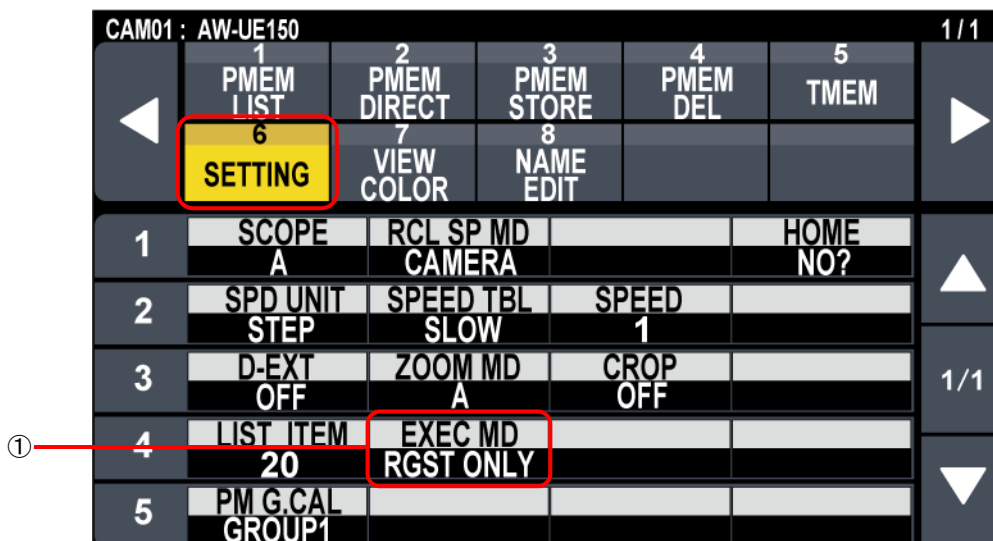 CAM01 : AW-UE150 1/1
1 2 3 4 5
PMEM LIST PMEM DIRECT PMEM STORE PMEM DEL TMEM
6 7 8
SETTING VIEW COLOR NAME EDIT
1 SCOPE RCL SP MD HOME
A CAMERA NO?
2 SPD UNIT SPEED TBL SPEED
STEP SLOW 1
3 D-EXT ZOOM MD CROP 1/1
OFF A OFF
① 4 LIST ITEM EXEC MD
20 RGST ONLY
5 PM G.CAL
GROUP1